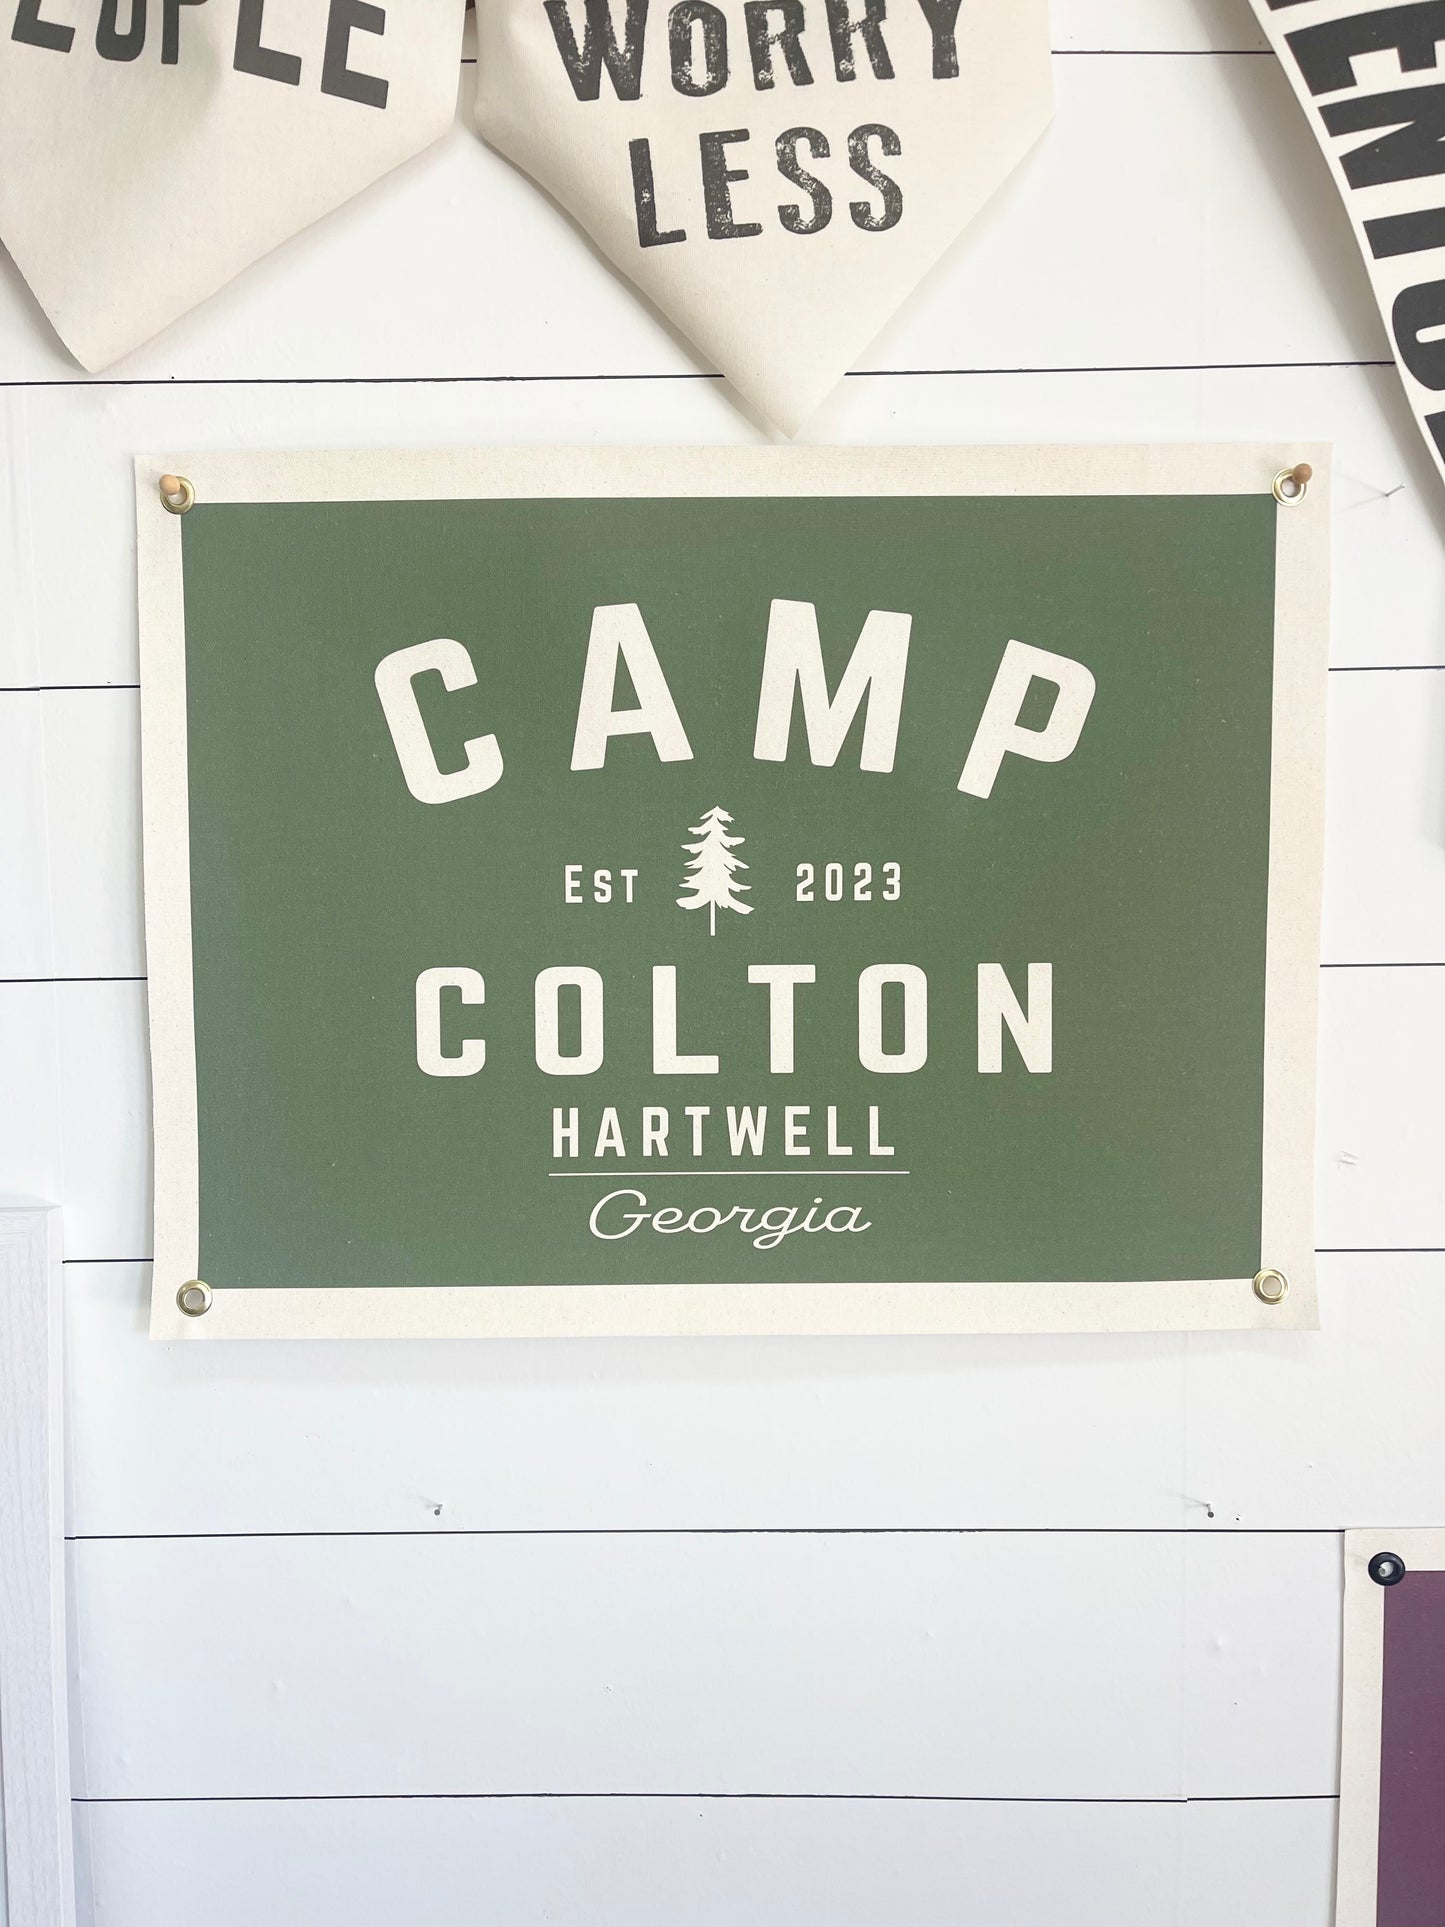 WORRY
LESS
CAMP
EST 2023
COLTON
HARTWELL
Georgia